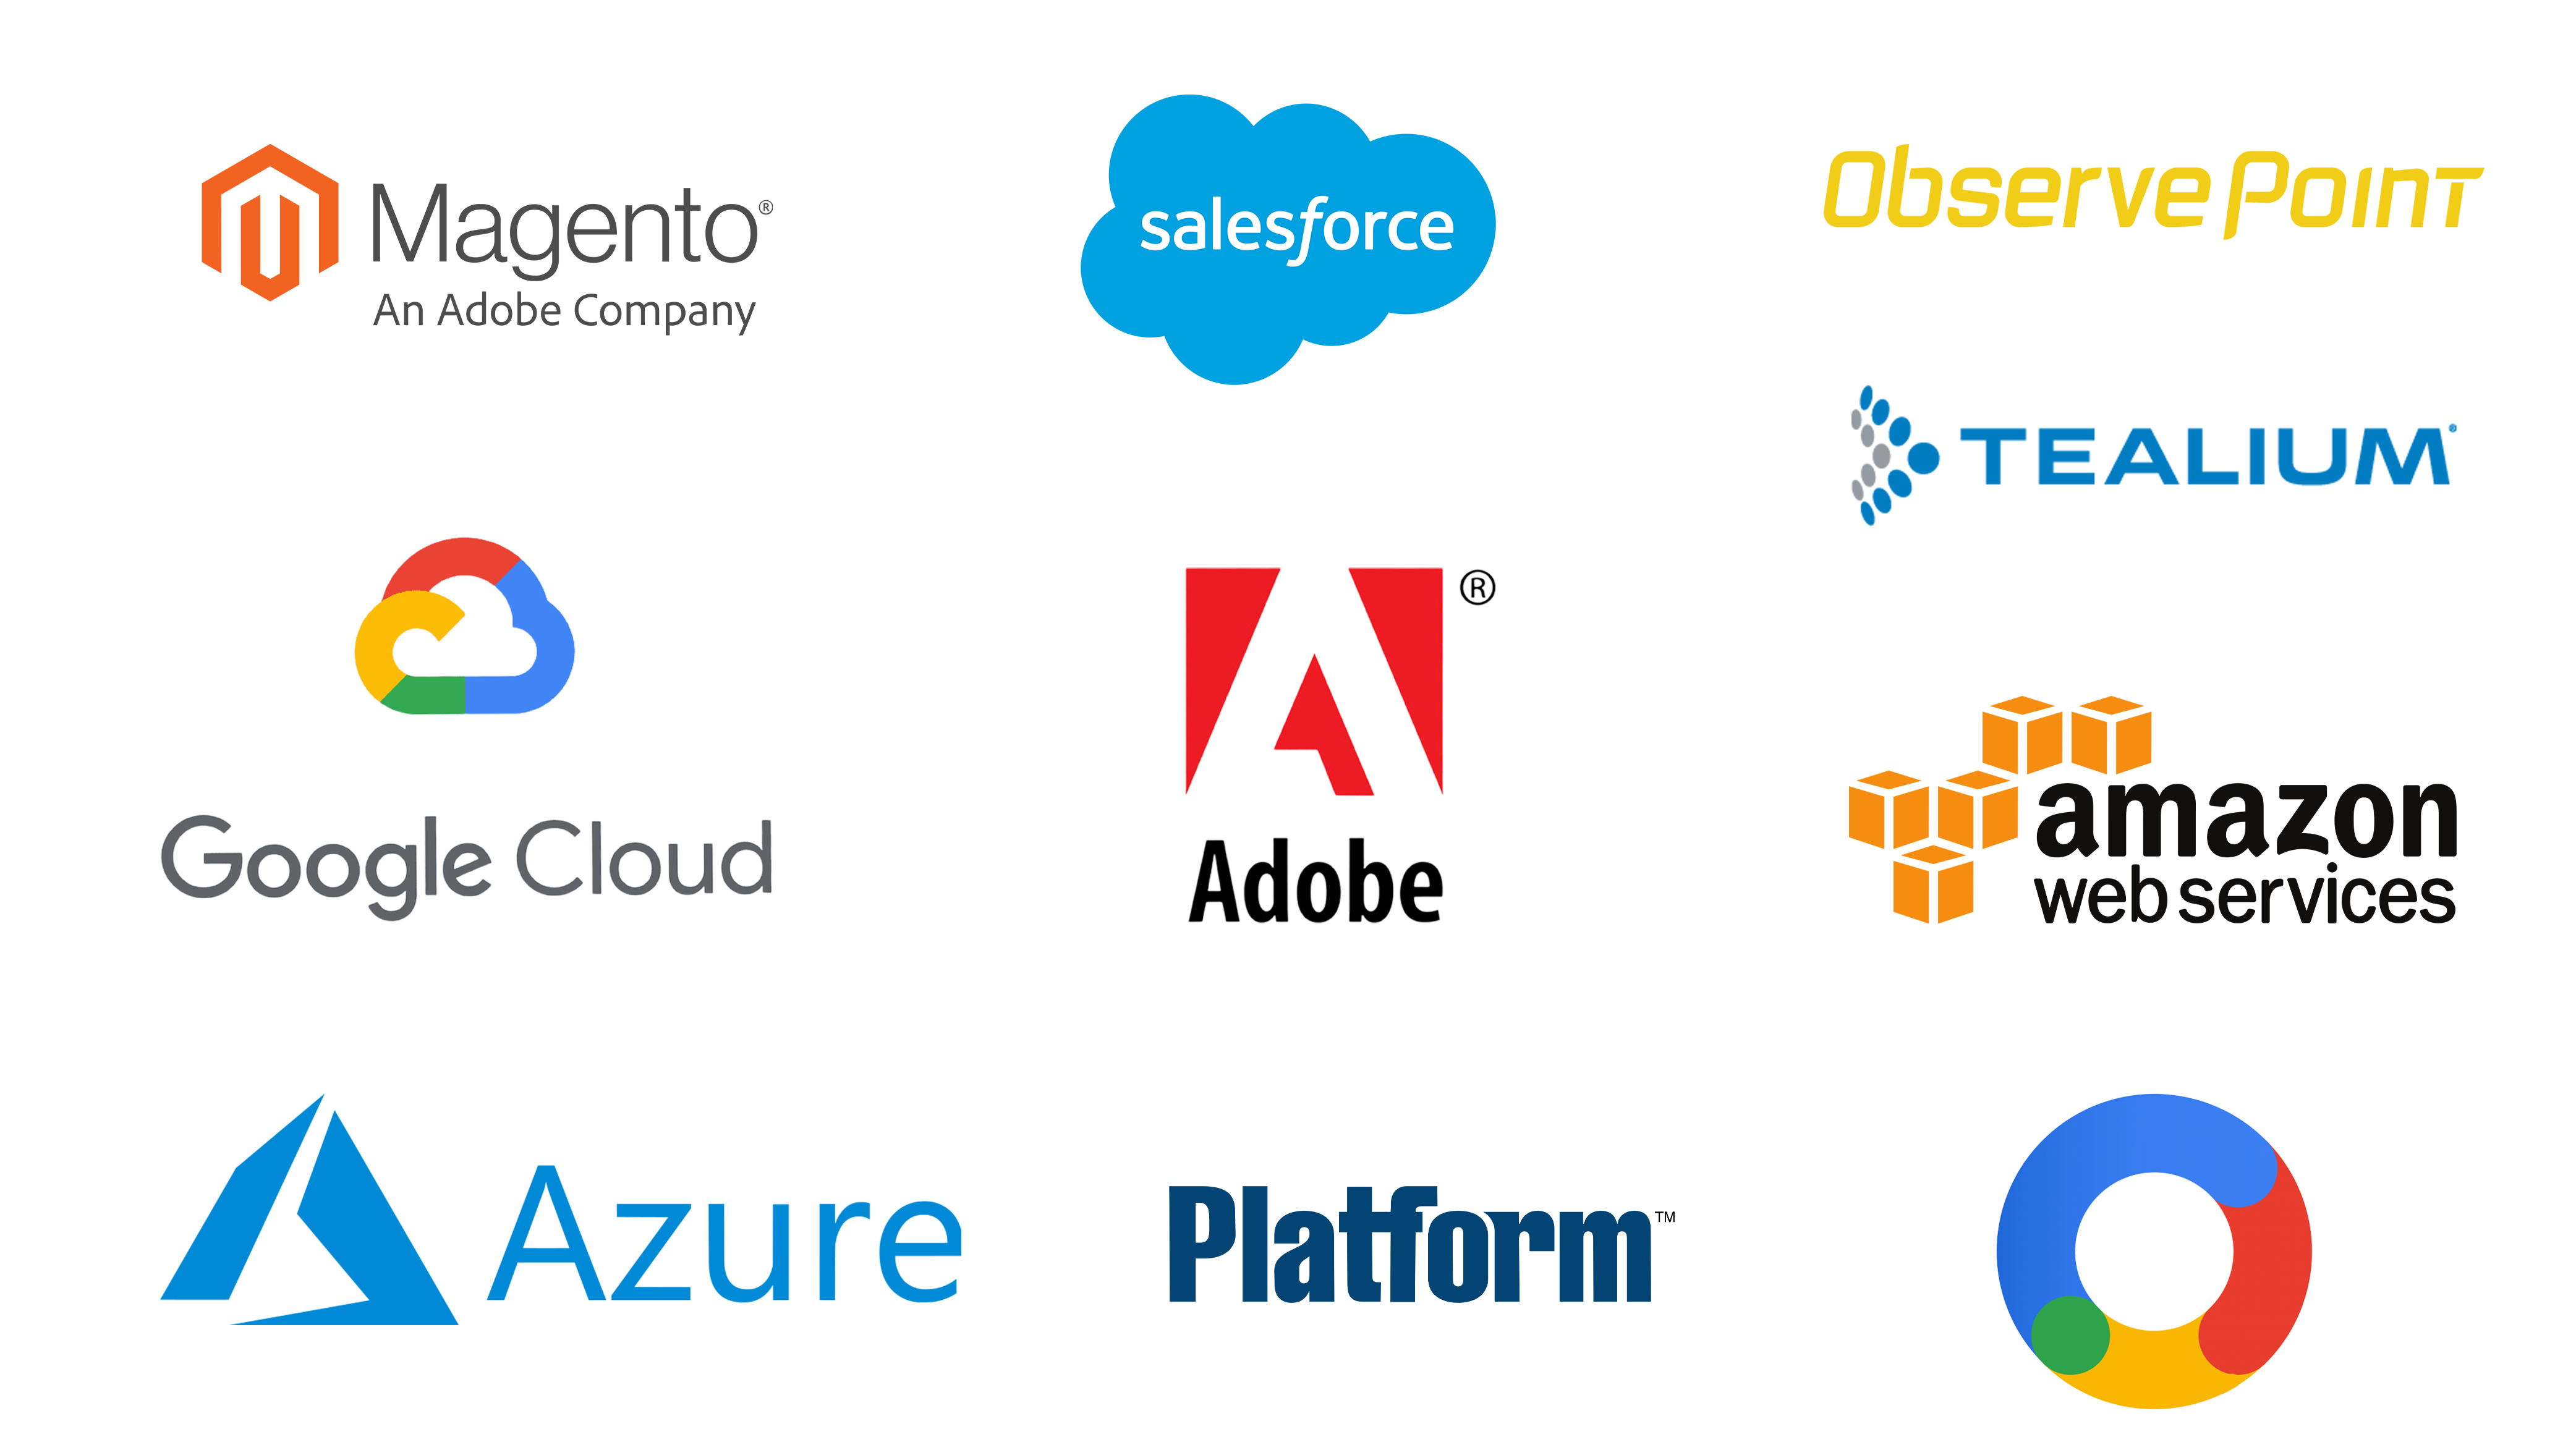 Magento®
An Adobe Company
salesforce
ObservePoint
TEALIUM®
Google Cloud
®
Adobe
amazon
web services
Azure
Platform™